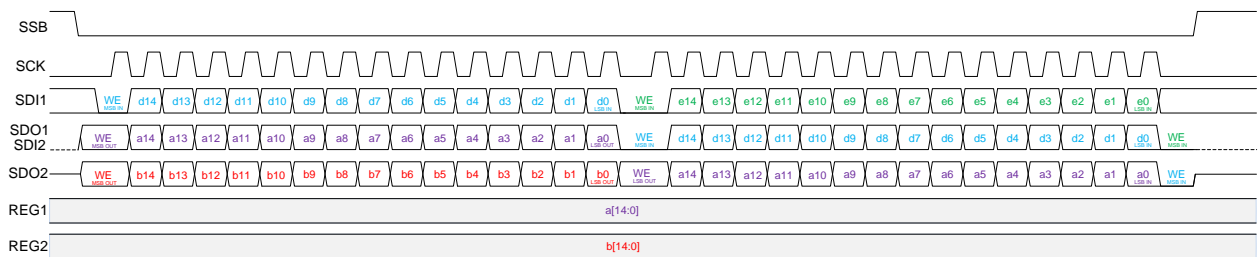 SSB
SCK
SDI1 WE MSB IN d14 d13 d12 d11 d10 d9 d8 d7 d6 d5 d4 d3 d2 d1 d0 LSB IN WE MSB IN e14 e13 e12 e11 e10 e9 e8 e7 e6 e5 e4 e3 e2 e1 e0 LSB IN
SDO1 SDI2 WE MSB OUT a14 a13 a12 a11 a10 a9 a8 a7 a6 a5 a4 a3 a2 a1 a0 LSB OUT WE MSB IN d14 d13 d12 d11 d10 d9 d8 d7 d6 d5 d4 d3 d2 d1 d0 LSB IN WE MSB IN
SDO2 WE MSB OUT b14 b13 b12 b11 b10 b9 b8 b7 b6 b5 b4 b3 b2 b1 b0 LSB OUT WE LSB OUT a14 a13 a12 a11 a10 a9 a8 a7 a6 a5 a4 a3 a2 a1 a0 LSB IN WE MSB IN
REG1 a[14:0]
REG2 b[14:0]